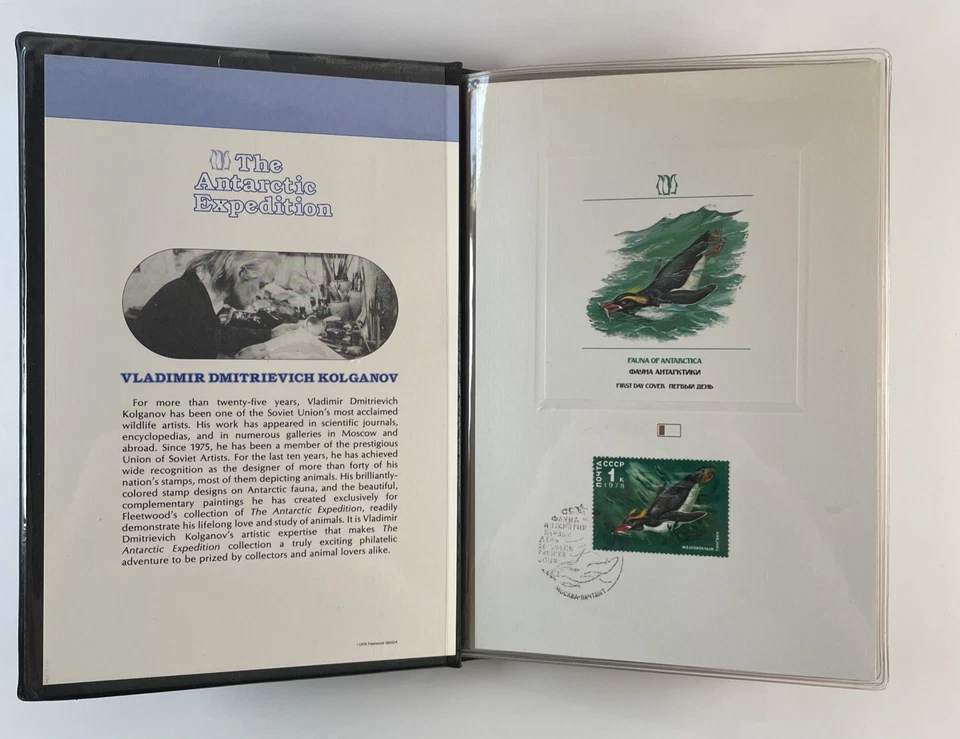 The
Antarctic
Expedition
VLADIMIR DMITRIEVICH KOLGANOV
For more than twenty-five years, Vladimir Dmitrievich
Kolganov has been one of the Soviet Union's most acclaimed
wildlife artists. His work has appeared in scientific journals,
encyclopedias, and in numerous galleries in Moscow and
abroad. Since 1975, he has been a member of the prestigious
Union of Soviet Artists. For the last ten years, he has achieved
wide recognition as the designer of more than forty of his
nation's stamps, most of them depicting animals. His brilliantly-
colored stamp designs on Antarctic fauna, and the beautiful,
complementary paintings he has created exclusively for
Fleetwood's collection of The Antarctic Expedition, readily
demonstrate his lifelong love and study of animals. It is Vladimir
Dmitrievich Kolganov's artistic expertise that makes The
Antarctic Expedition collection a truly exciting philatelic
adventure to be prized by collectors and animal lovers alike.
FAUNA OF ANTARCTICA
ФАУНА АНТАРКТИКИ
FIRST DAY COVER ПЕРВЫЙ ДЕНЬ
ПОЧТА СССР
1 К
1978
ФАУНА
ДЕНЬ
МОСКВА-ПОЧТАМТ